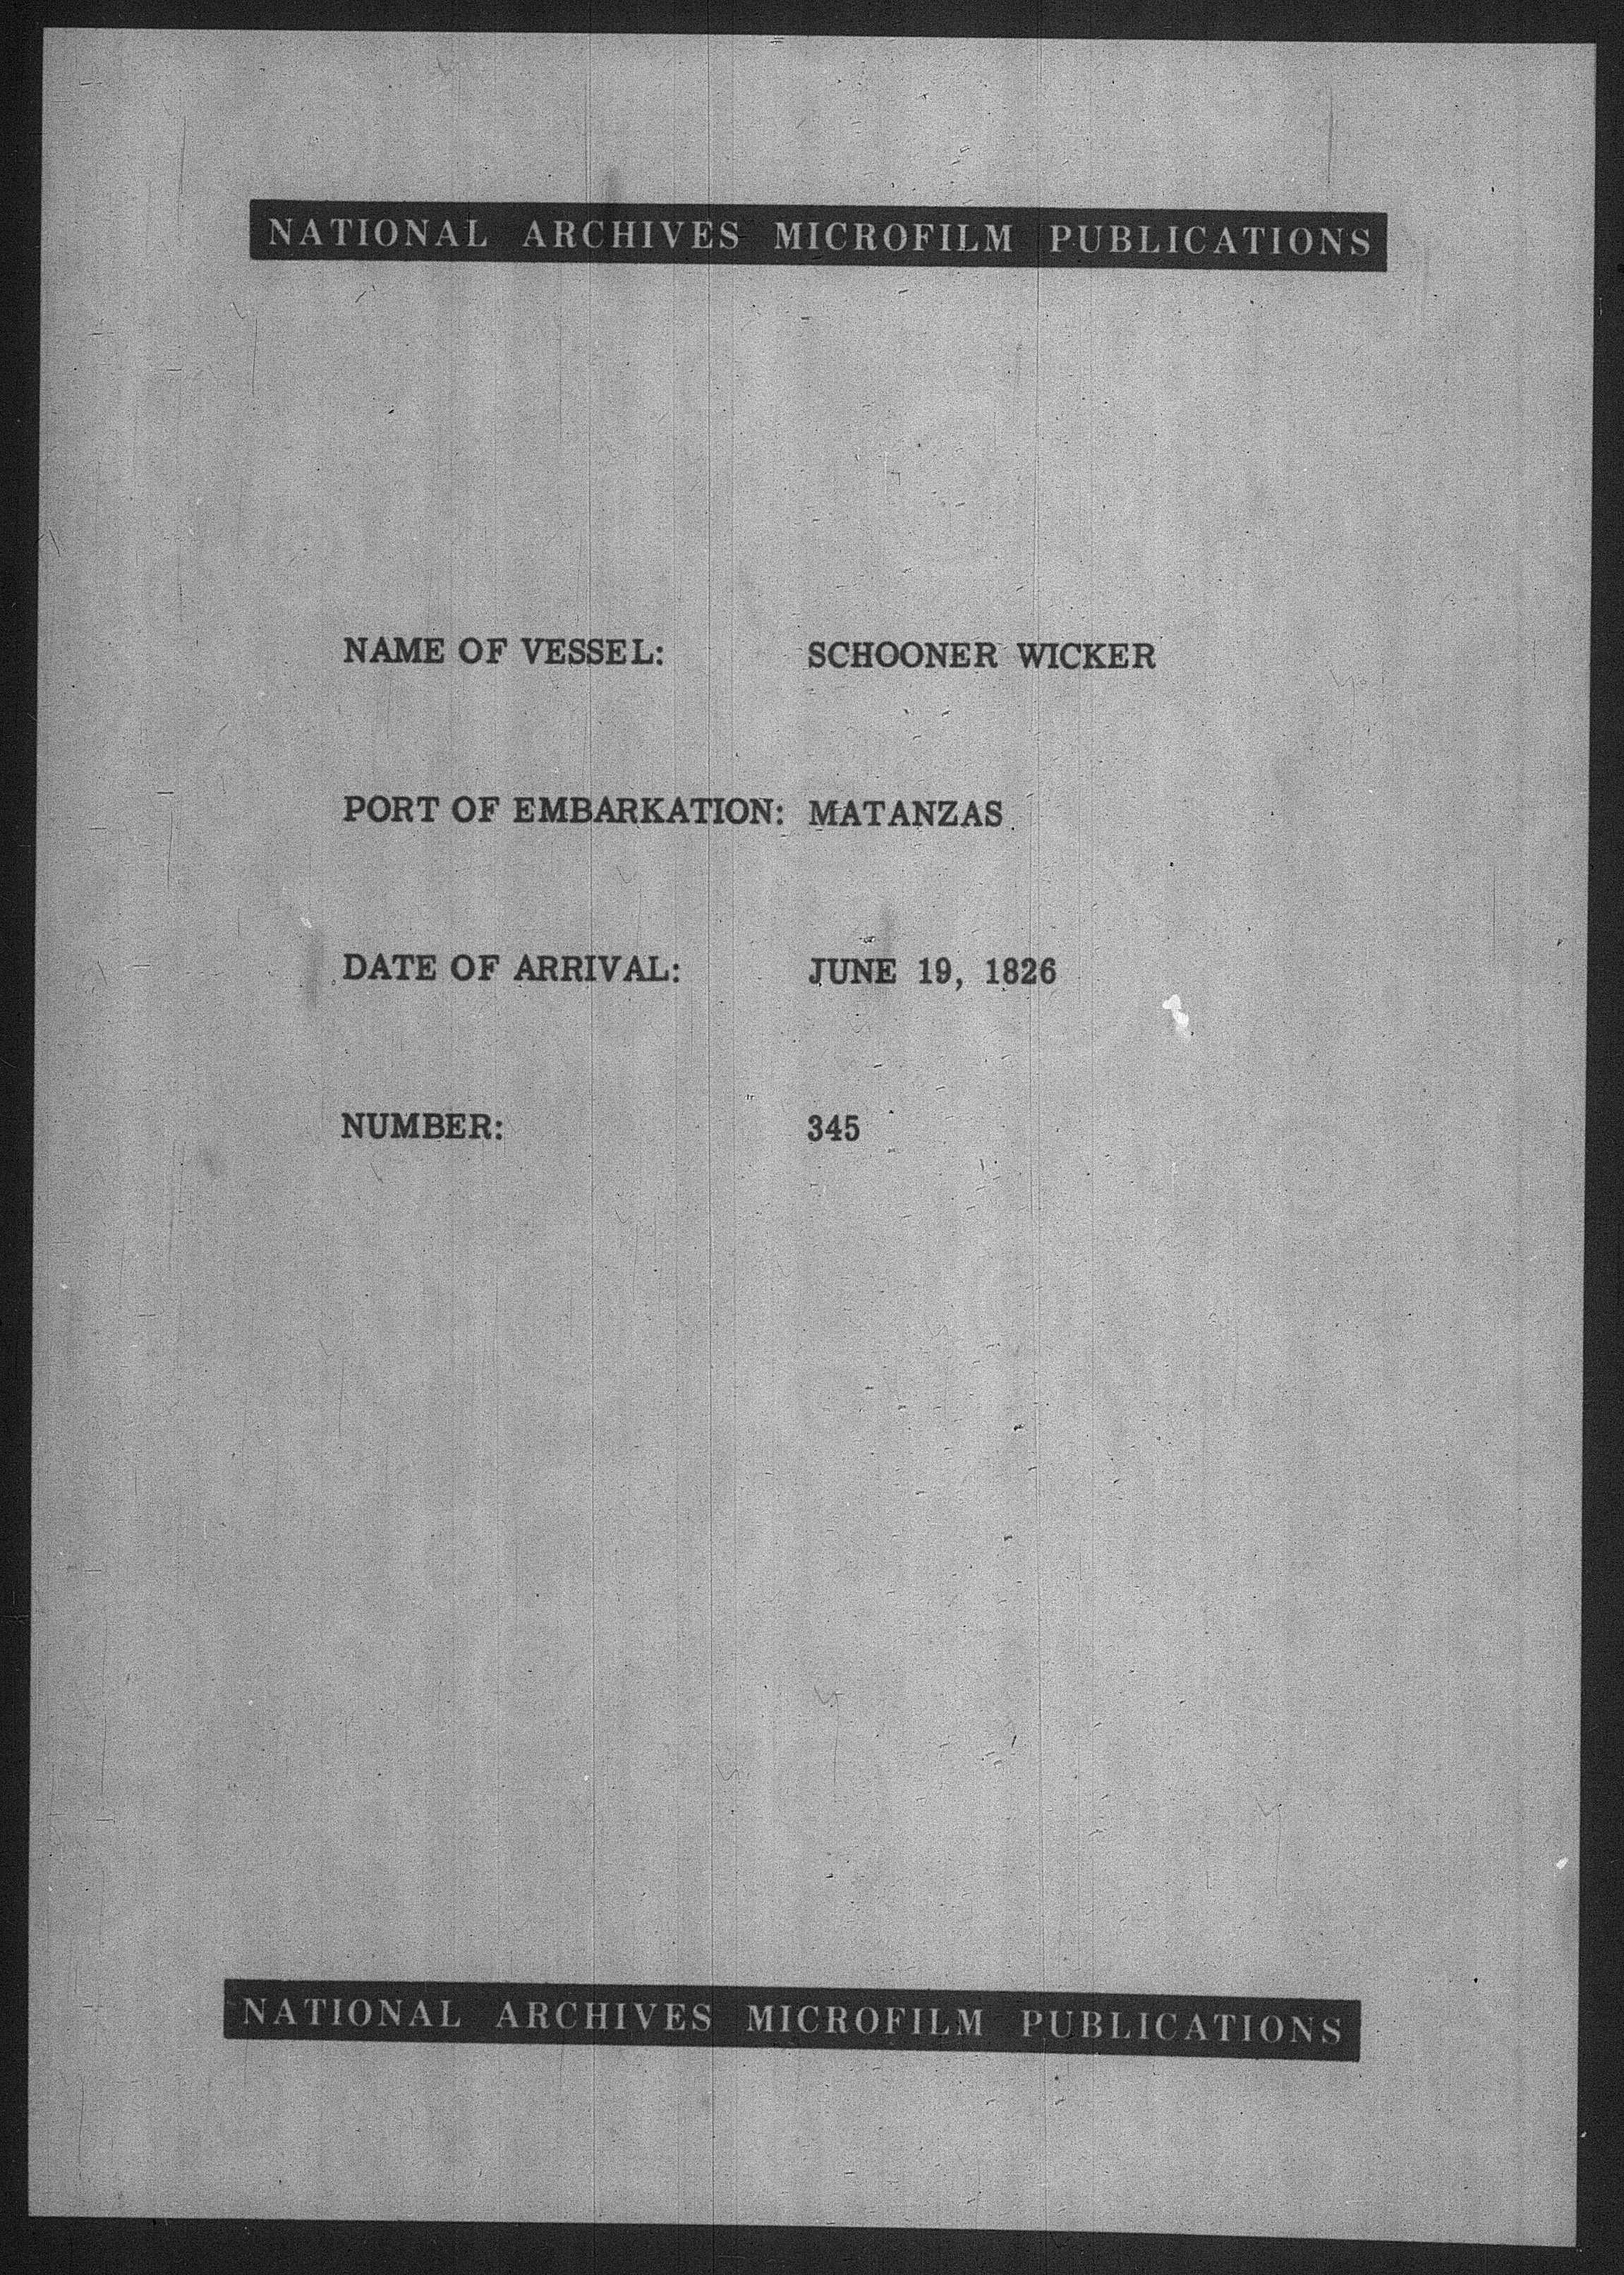 NATIONAL ARCHIVES MICROFILM PUBLICATIONS
NAME OF VESSEL: SCHOONER WICKER
PORT OF EMBARKATION: MATANZAS
DATE OF ARRIVAL: JUNE 19, 1826
NUMBER: 345
NATIONAL ARCHIVES MICROFILM PUBLICATIONS